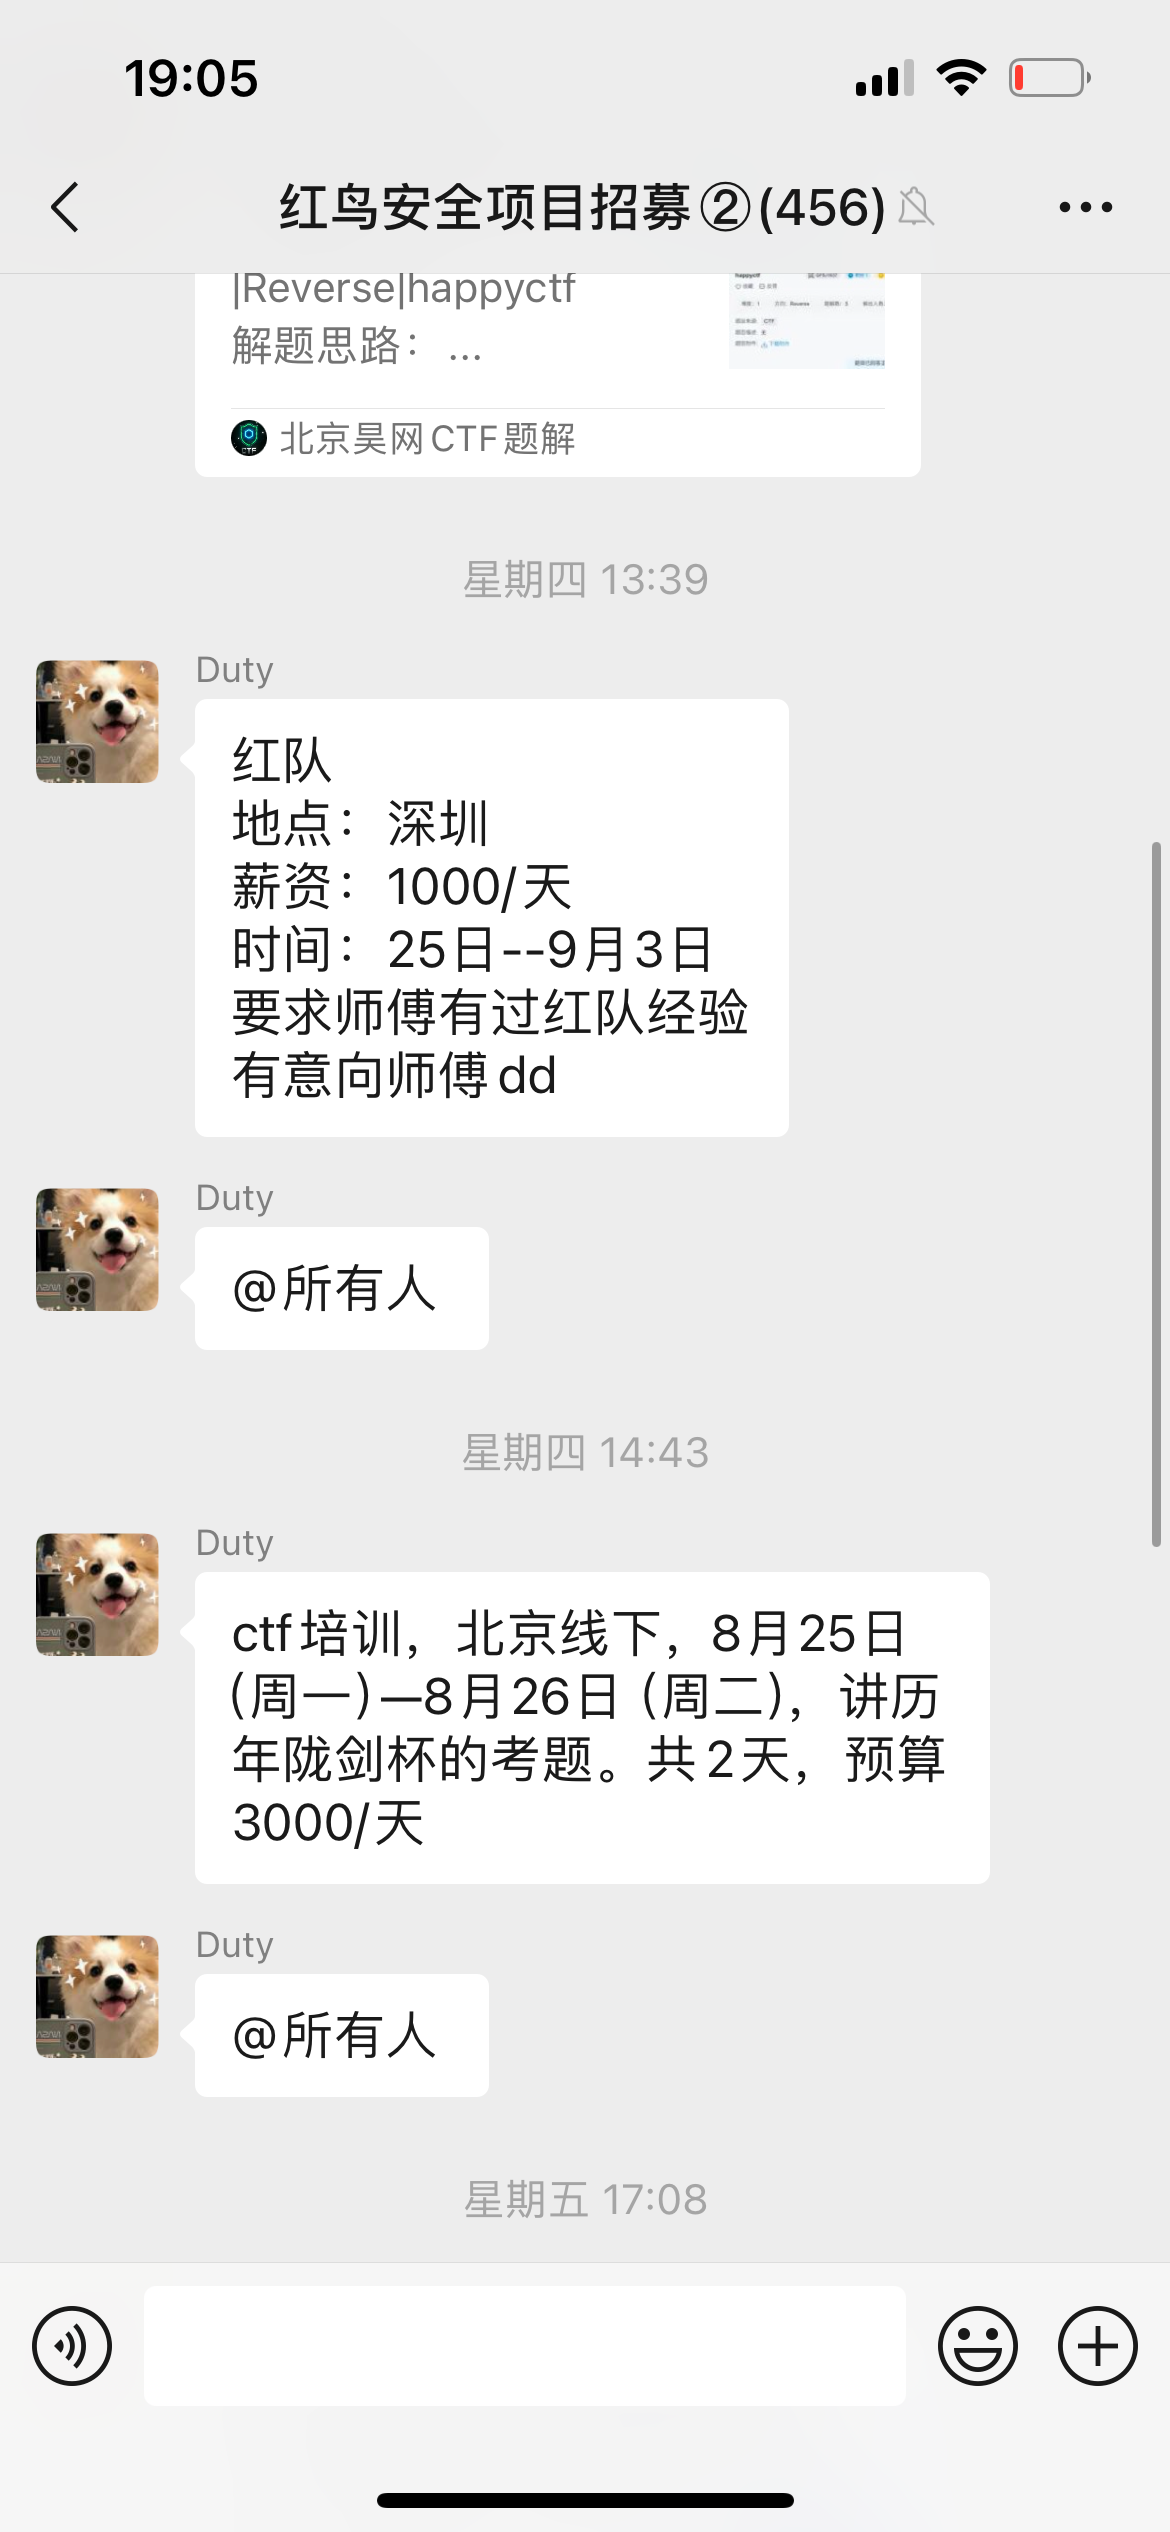 19:05
红鸟安全项目招募②(456)
|Reverse|happyctf
解题思路： ...
北京昊网CTF题解
星期四 13:39
Duty
红队
地点：深圳
薪资：1000/天
时间：25日--9月3日
要求师傅有过红队经验
有意向师傅dd
Duty
@所有人
星期四 14:43
Duty
ctf培训，北京线下，8月25日
(周一)—8月26日 (周二)，讲历
年陇剑杯的考题。共2天，预算
3000/天
Duty
@所有人
星期五 17:08